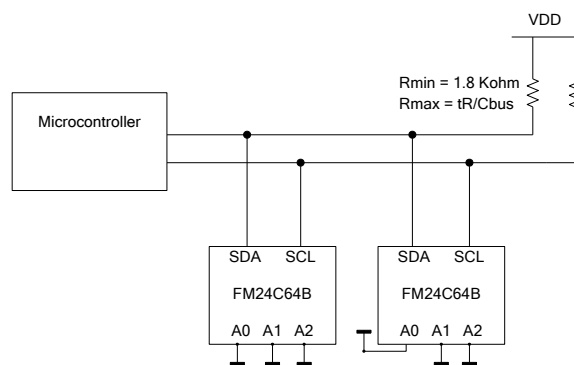 VDD
Rmin = 1.8 Kohm
Rmax = tR/Cbus
Microcontroller
SDA SCL SDA SCL
FM24C64B FM24C64B
A0 A1 A2 A0 A1 A2